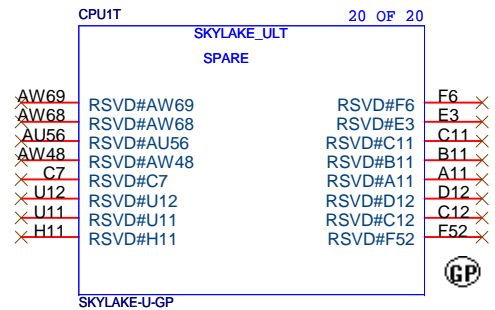 CPU1T 20 OF 20
SKYLAKE_ULT
SPARE
AW69 RSVD#AW69 RSVD#F6 F6
AW68 RSVD#AW68 RSVD#E3 E3
AU56 RSVD#AU56 RSVD#C11 C11
AW48 RSVD#AW48 RSVD#B11 B11
C7 RSVD#C7 RSVD#A11 A11
U12 RSVD#U12 RSVD#D12 D12
U11 RSVD#U11 RSVD#C12 C12
H11 RSVD#H11 RSVD#F52 F52
GP
SKYLAKE-U-GP